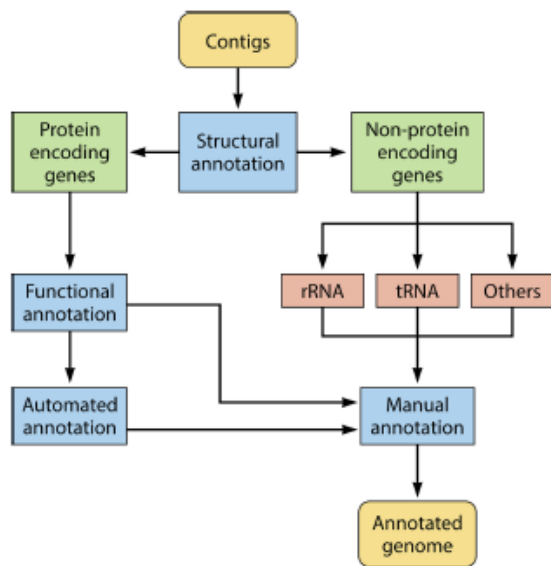 Contigs
Protein
encoding
genes
Structural
annotation
Non-protein
encoding
genes
rRNA
tRNA
Others
Functional
annotation
Automated
annotation
Manual
annotation
Annotated
genome